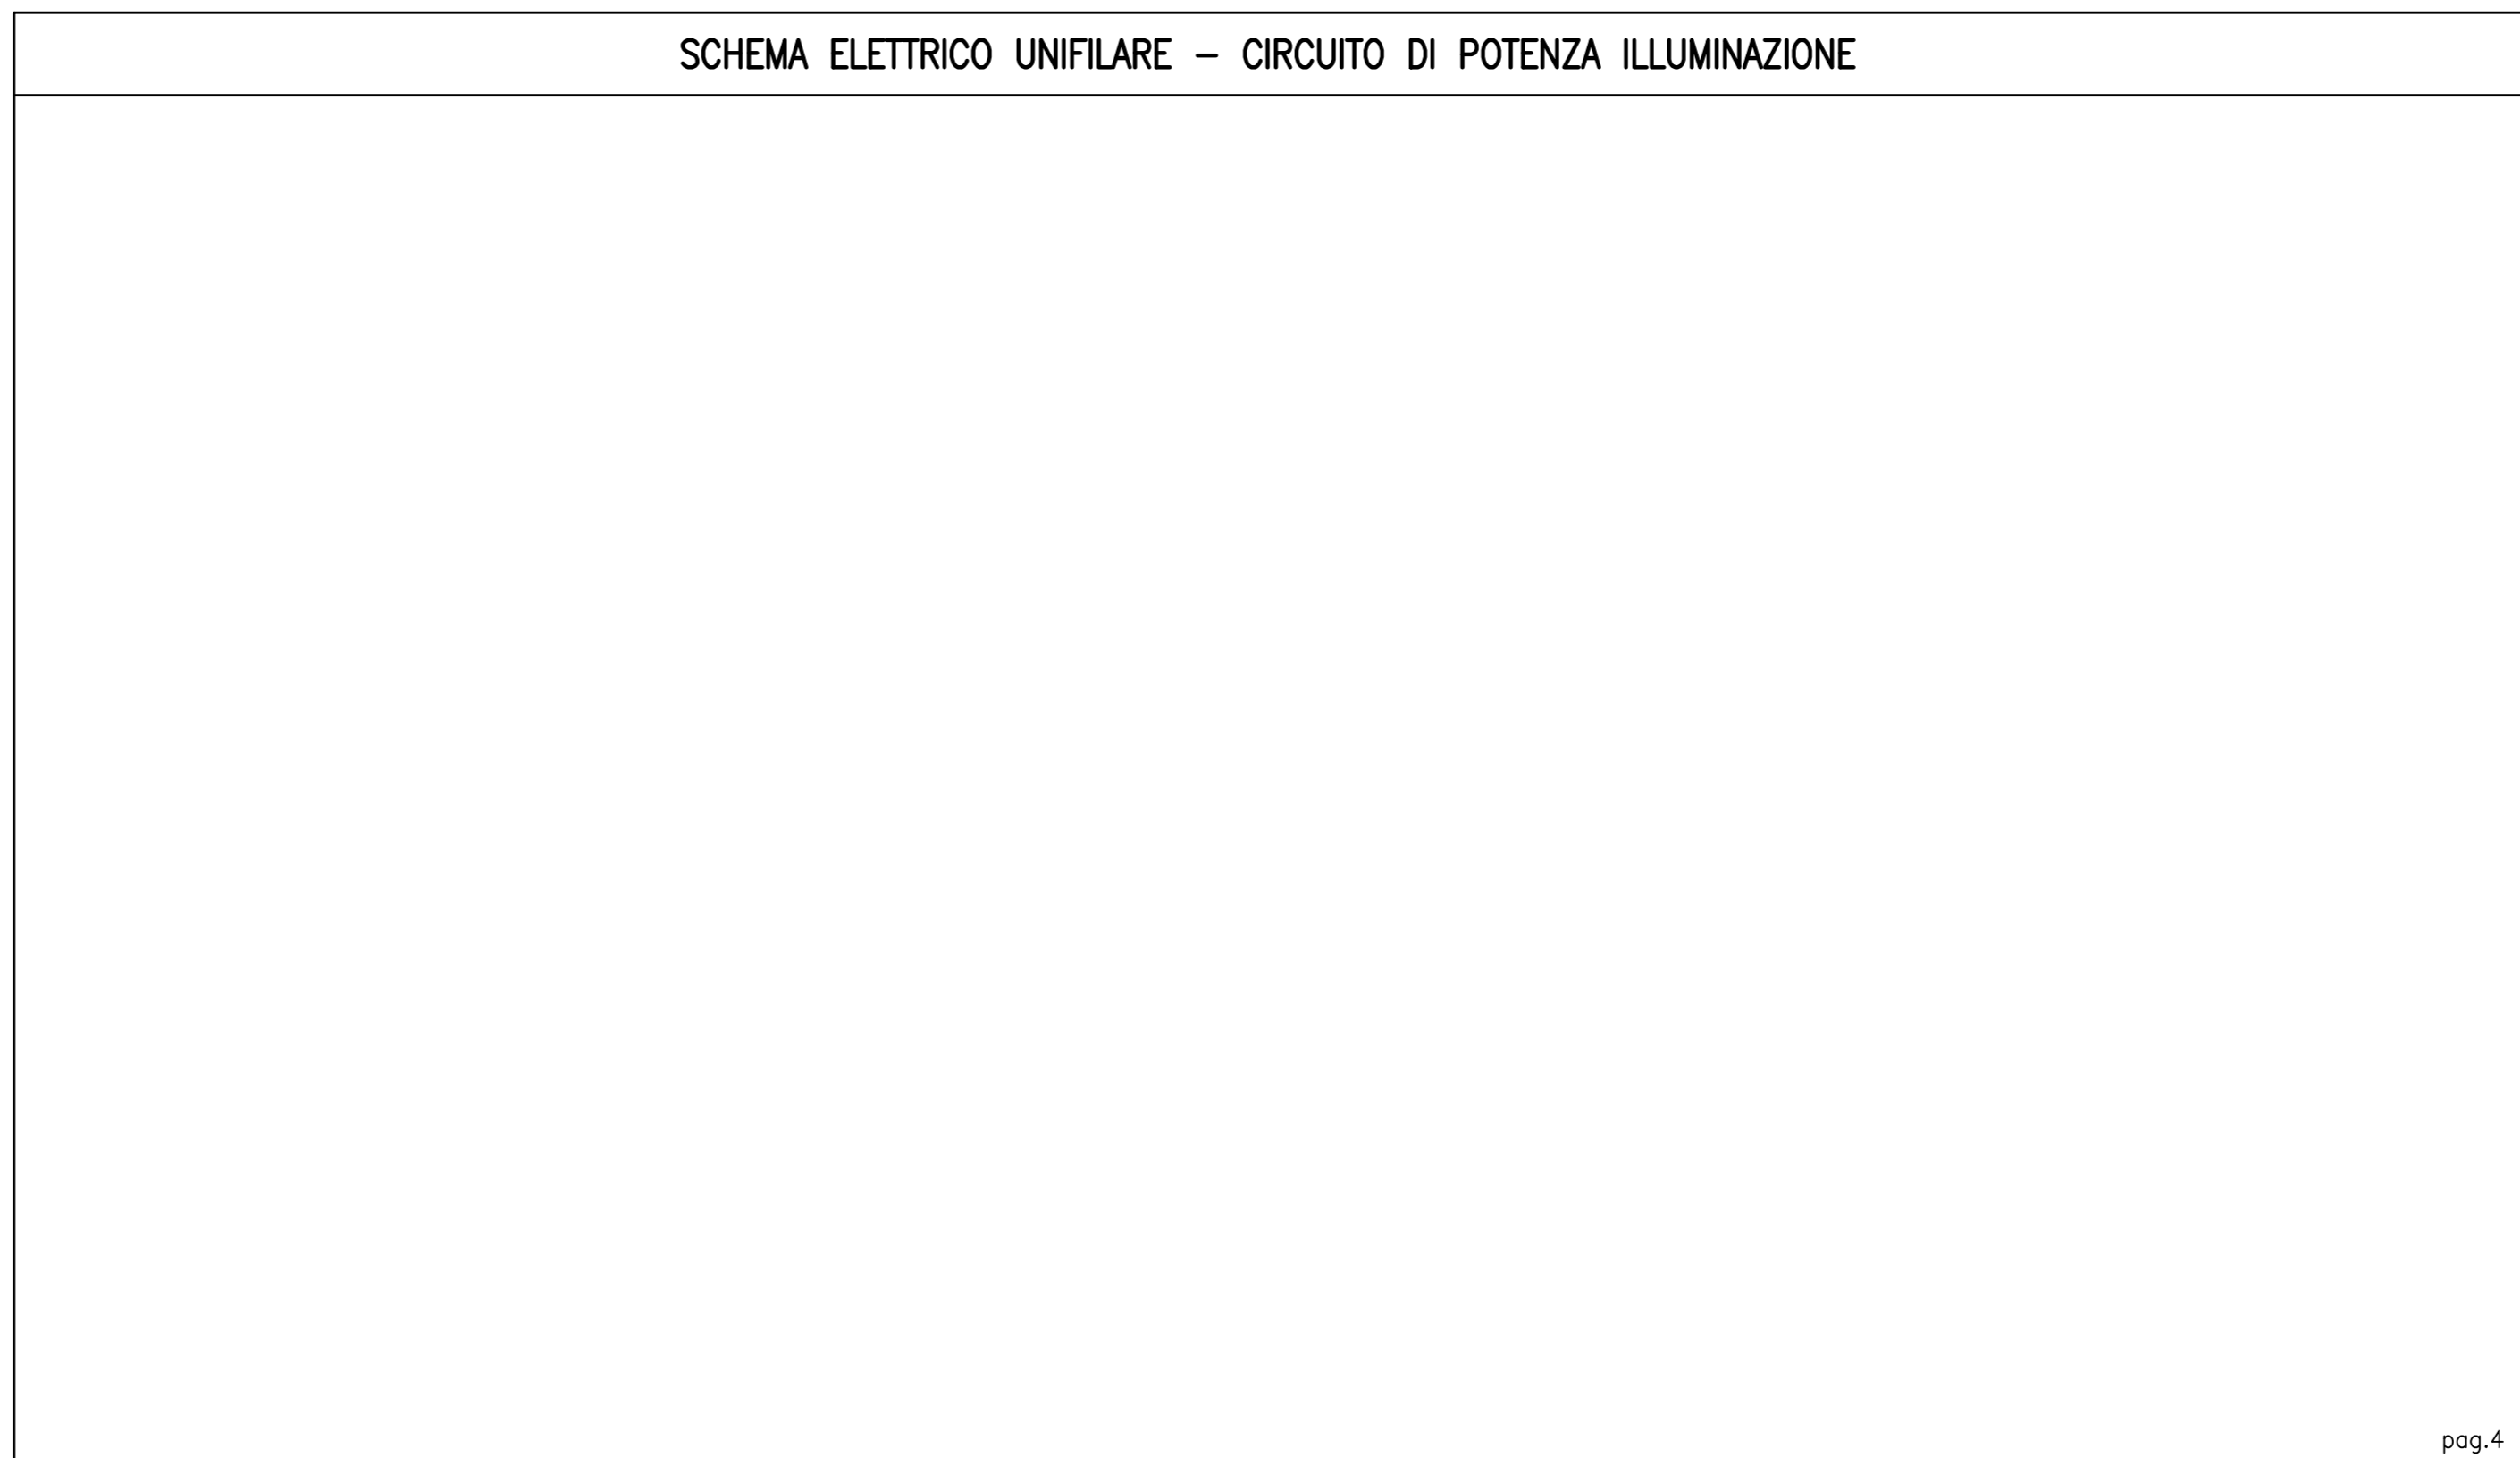 SCHEMA ELETTRICO UNIFILARE – CIRCUITO DI POTENZA ILLUMINAZIONE
pag.4